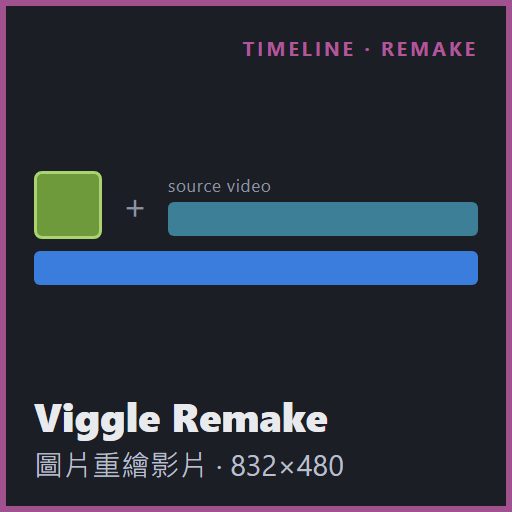 TIMELINE · REMAKE
+
source video
Viggle Remake
圖片重繪影片 · 832×480